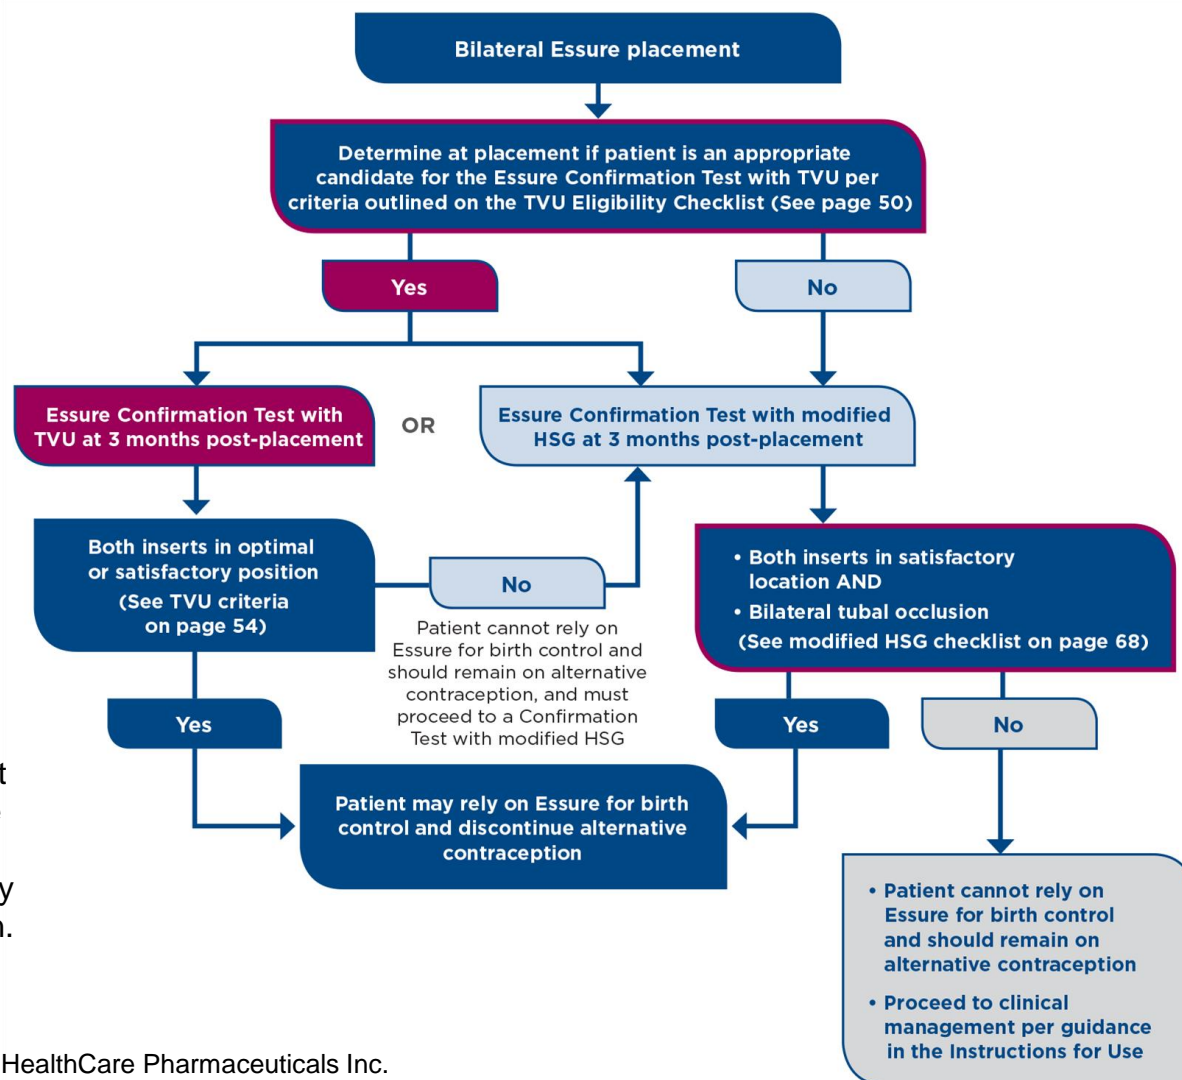 Bilateral Essure placement
Determine at placement if patient is an appropriate
candidate for the Essure Confirmation Test with TVU per
criteria outlined on the TVU Eligibility Checklist (See page 50)
Yes
No
Essure Confirmation Test with
TVU at 3 months post-placement
OR
Essure Confirmation Test with modified
HSG at 3 months post-placement
Both inserts in optimal
or satisfactory position
(See TVU criteria
on page 54)
No
Patient cannot rely on
Essure for birth control and
should remain on alternative
contraception, and must
proceed to a Confirmation
Test with modified HSG
• Both inserts in satisfactory
location AND
• Bilateral tubal occlusion
(See modified HSG checklist on page 68)
Yes
Yes
No
Patient may rely on Essure for birth
control and discontinue alternative
contraception
• Patient cannot rely on
Essure for birth control
and should remain on
alternative contraception
• Proceed to clinical
management per guidance
in the Instructions for Use
HealthCare Pharmaceuticals Inc.